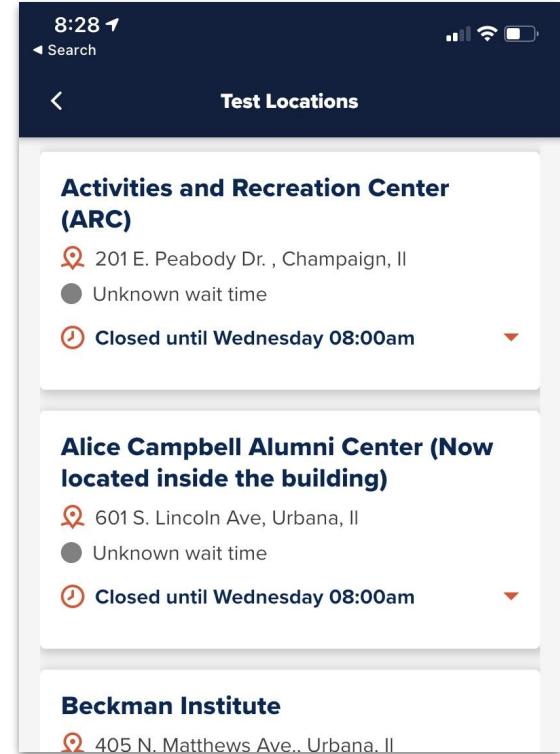 8:28
◀ Search
Test Locations
Activities and Recreation Center
(ARC)
201 E. Peabody Dr. , Champaign, Il
Unknown wait time
Closed until Wednesday 08:00am
Alice Campbell Alumni Center (Now
located inside the building)
601 S. Lincoln Ave, Urbana, Il
Unknown wait time
Closed until Wednesday 08:00am
Beckman Institute
405 N. Matthews Ave., Urbana, Il